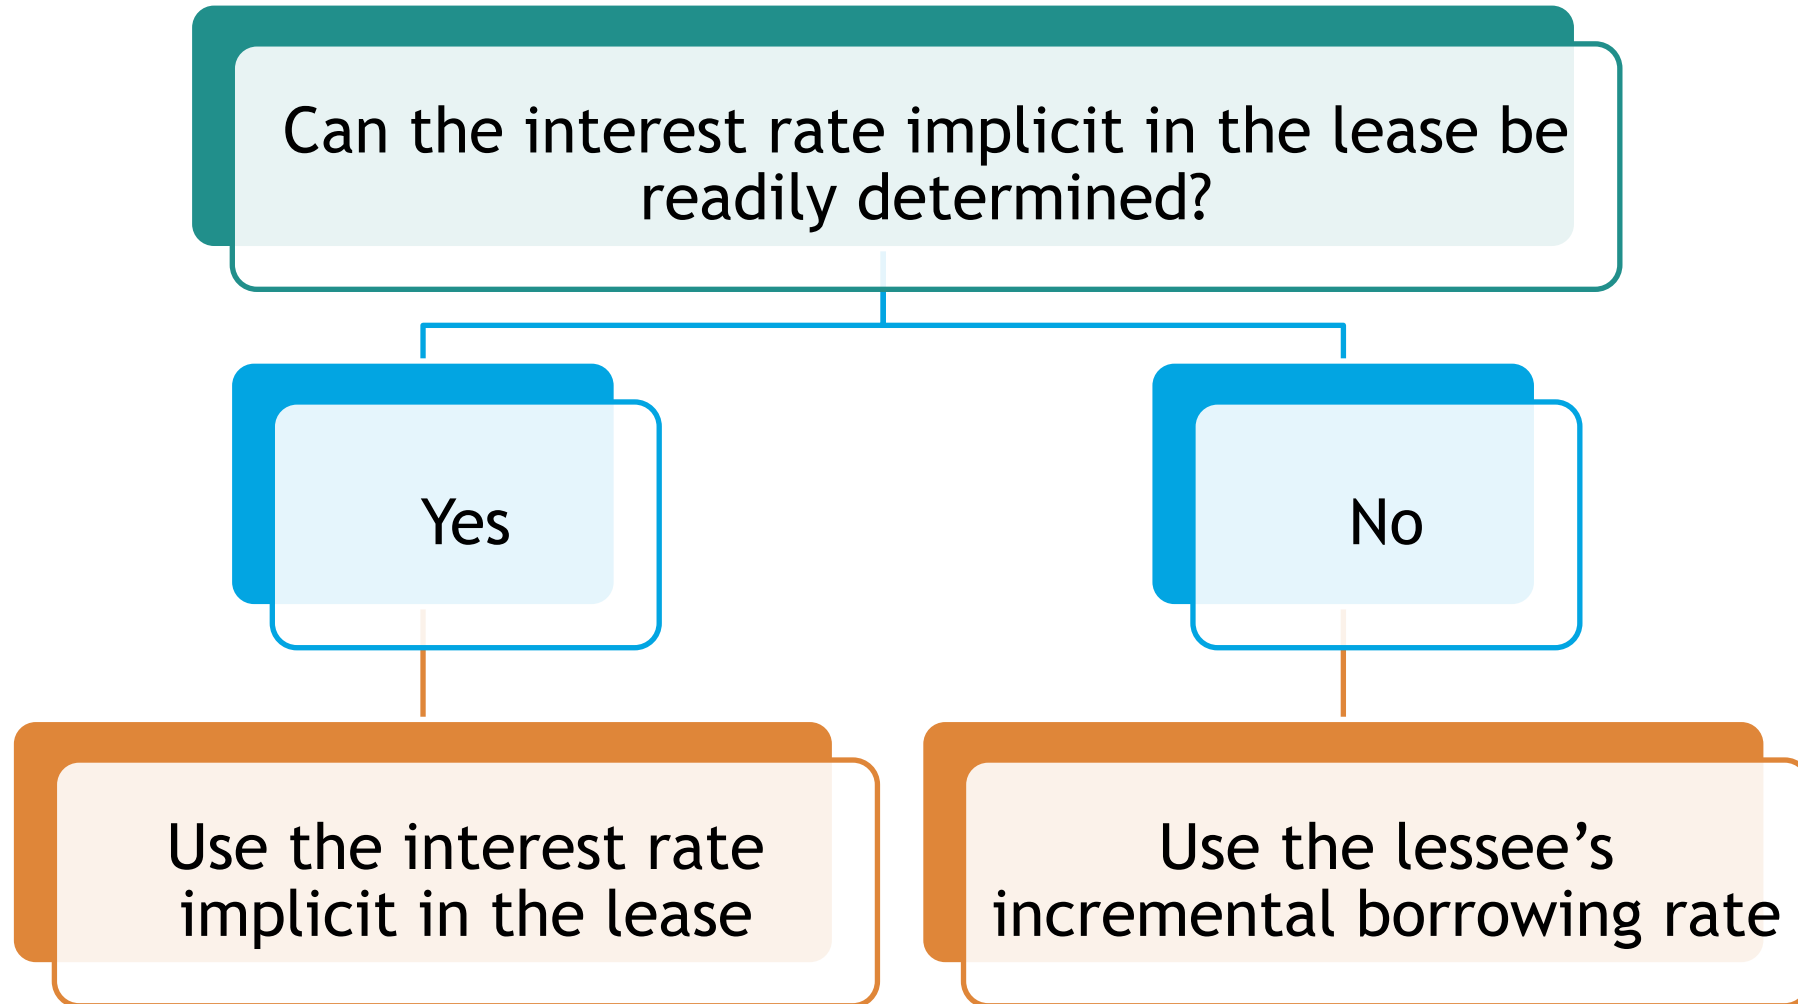 Can the interest rate implicit in the lease be
readily determined?
Yes
No
Use the interest rate
implicit in the lease
Use the lessee’s
incremental borrowing rate